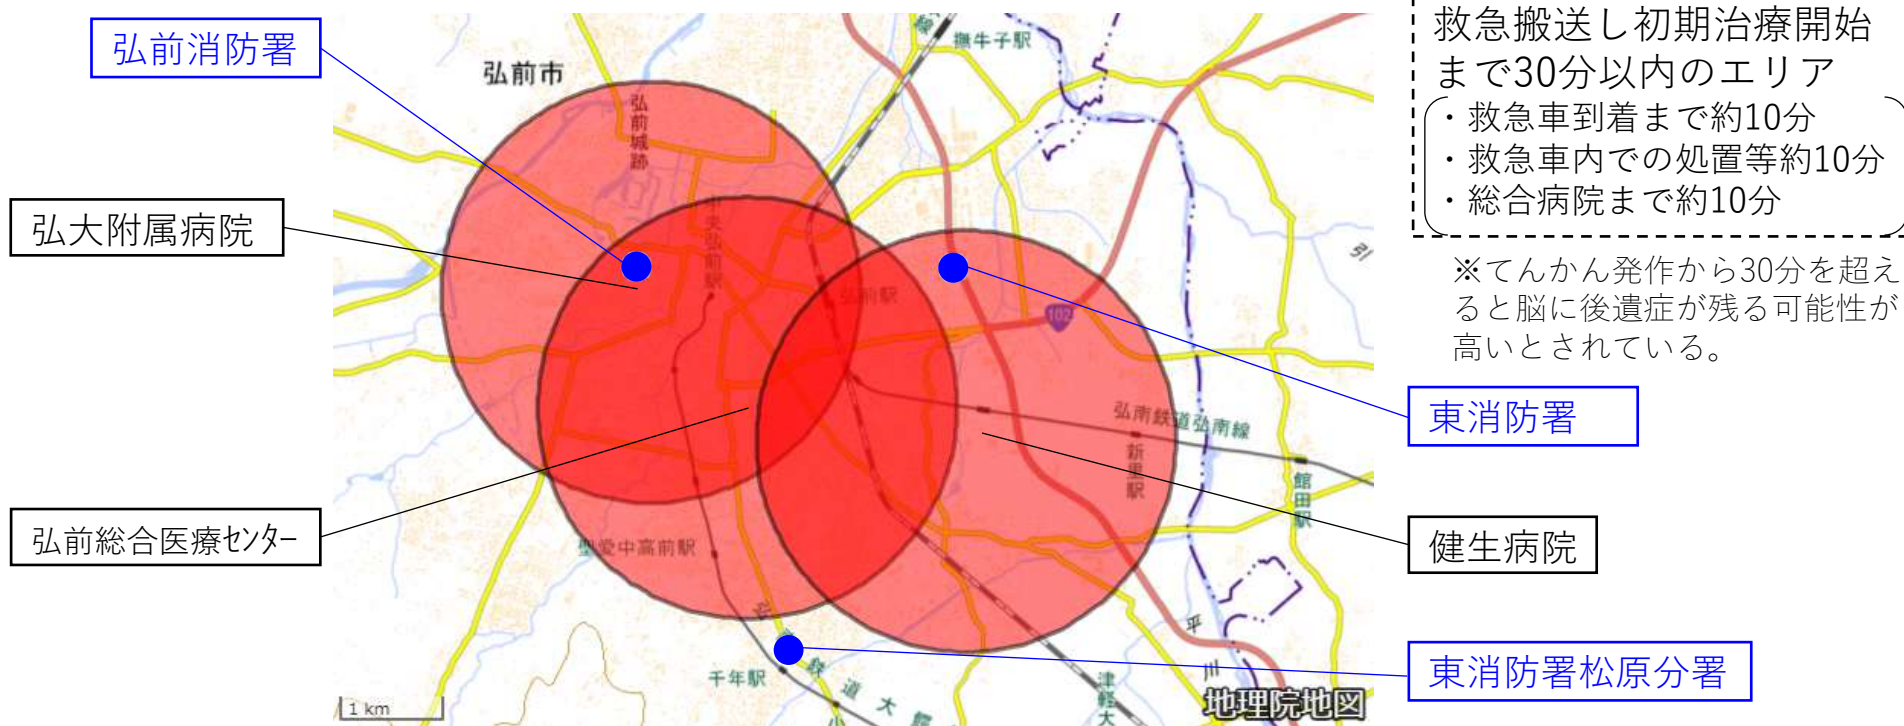 弘前消防署
弘前市
撫牛子駅
弘前城跡
救急搬送し初期治療開始
まで30分以内のエリア
・救急車到着まで約10分
・救急車内での処置等約10分
・総合病院まで約10分
弘大附属病院
中央弘前駅
弘前駅
102
※てんかん発作から30分を超え
ると脳に後遺症が残る可能性が
高いとされている。
東消防署
弘南鉄道弘南線
新里駅
館田駅
弘前総合医療センター
聖愛中高前駅
健生病院
平
川
千年駅
東消防署松原分署
1 km
地理院地図